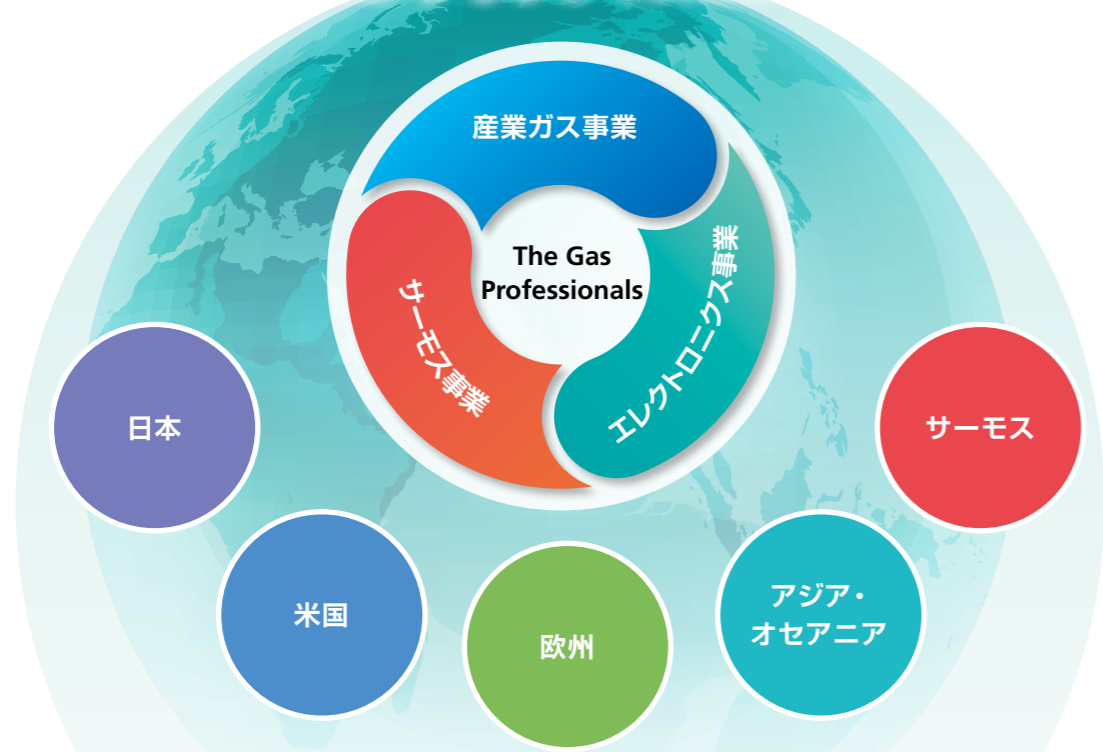 産業ガス事業
The Gas
Professionals
エレクトロニクス事業
サーモス事業
日本
サーモス
米国
欧州
アジア・
オセアニア